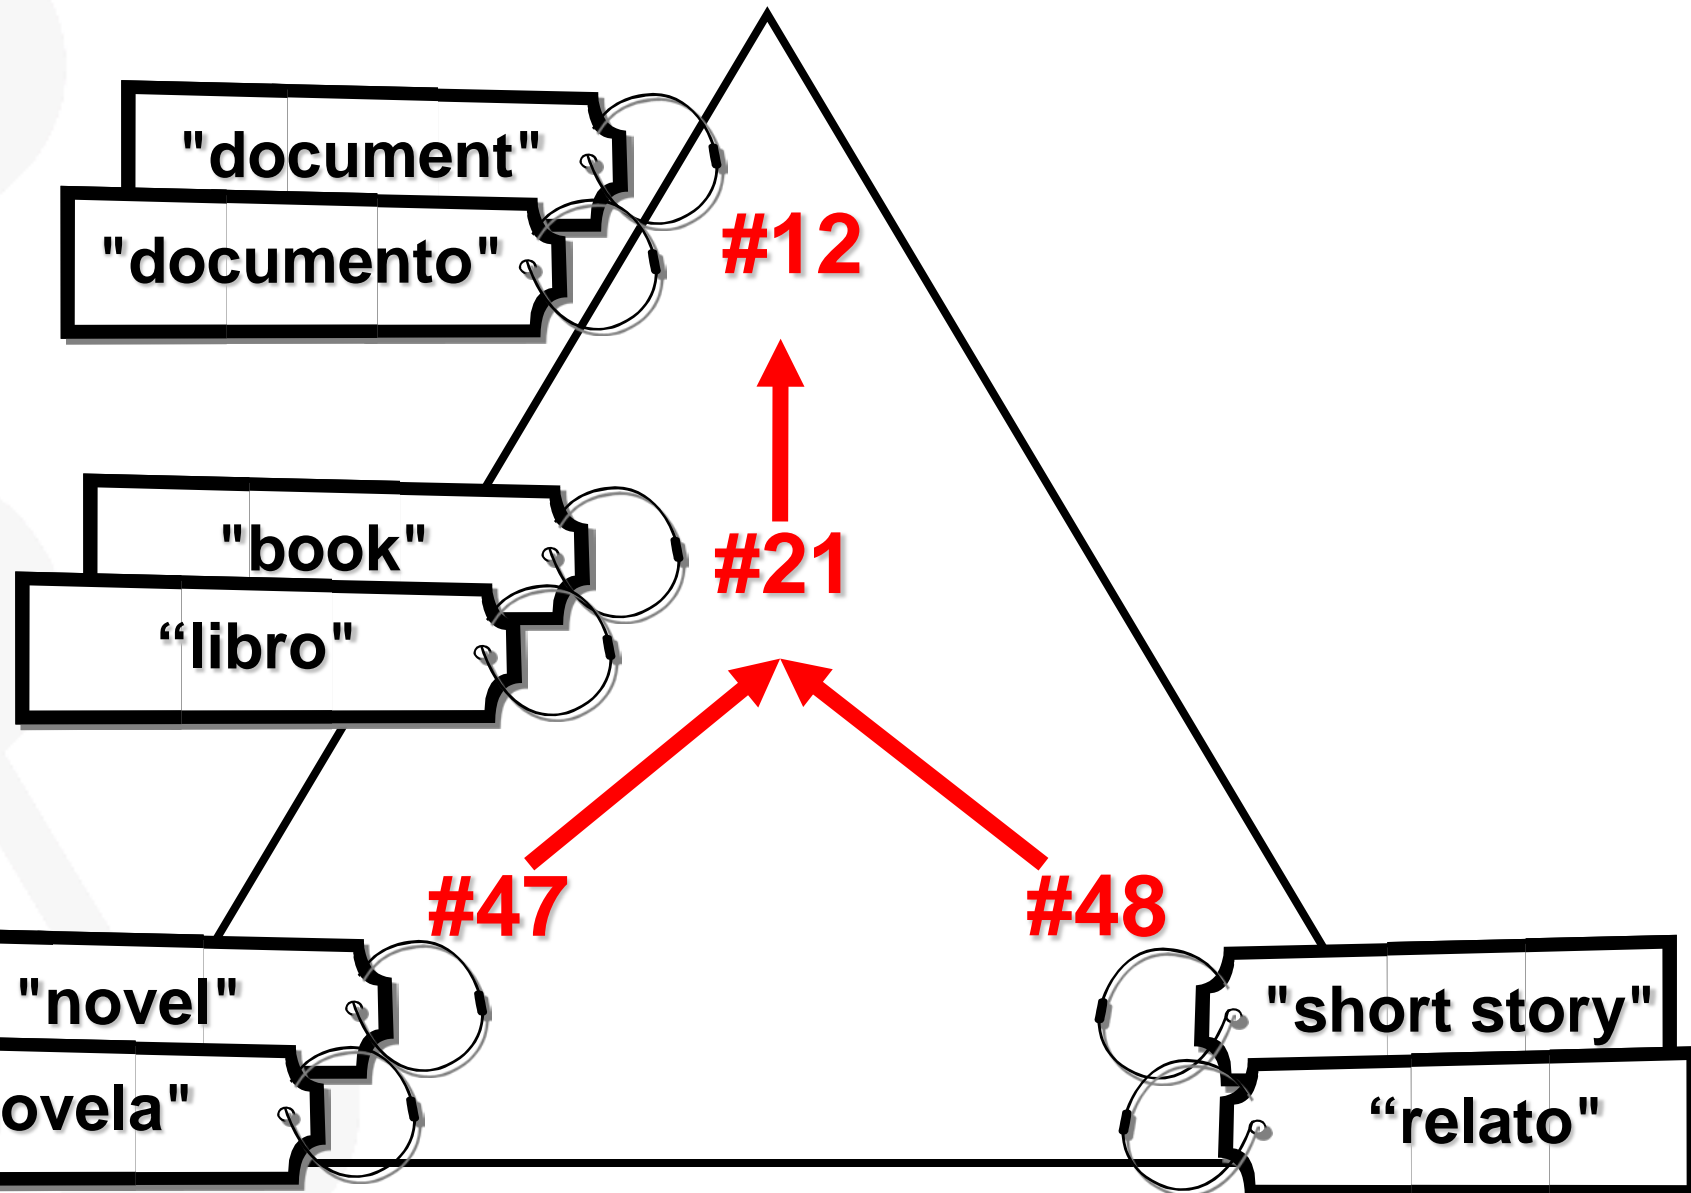 "document"
"documento"
#12
"book"
#21
“libro"
#47
#48
"novel"
"short story"
ovela"
“relato"